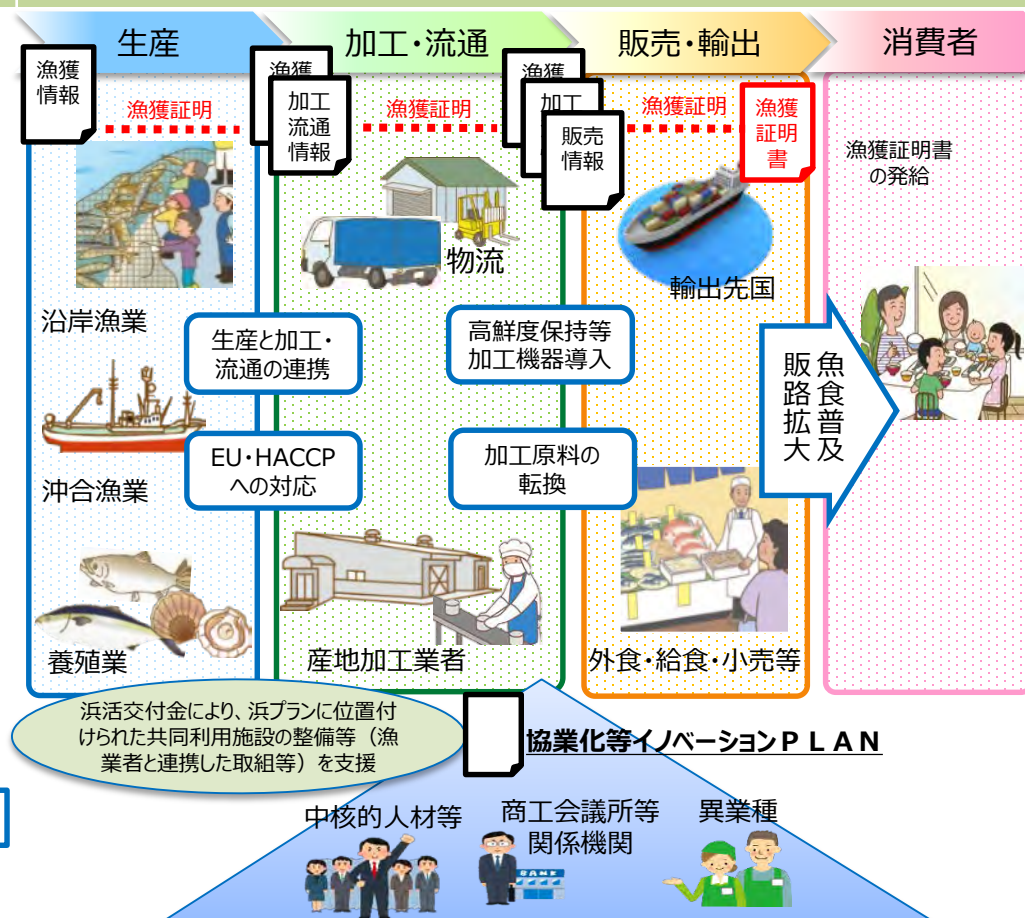 生産
加工・流通
販売・輸出
消費者
漁獲
情報
漁獲証明
漁獲
加工
流通
情報
漁獲証明
漁獲
加工
販売
情報
漁獲証明
漁獲
証明
書
漁獲証明書
の発給
物流
輸出先国
沿岸漁業
生産と加工・
流通の連携
高鮮度保持等
加工機器導入
魚食普及
販路拡大
EU・HACCP
への対応
加工原料の
転換
沖合漁業
養殖業
産地加工業者
外食・給食・小売等
浜活交付金により、浜プランに位置付
けられた共同利用施設の整備等（漁
業者と連携した取組等）を支援
協業化等イノベーションＰＬＡＮ
中核的人材等
商工会議所等
関係機関
異業種
BANK